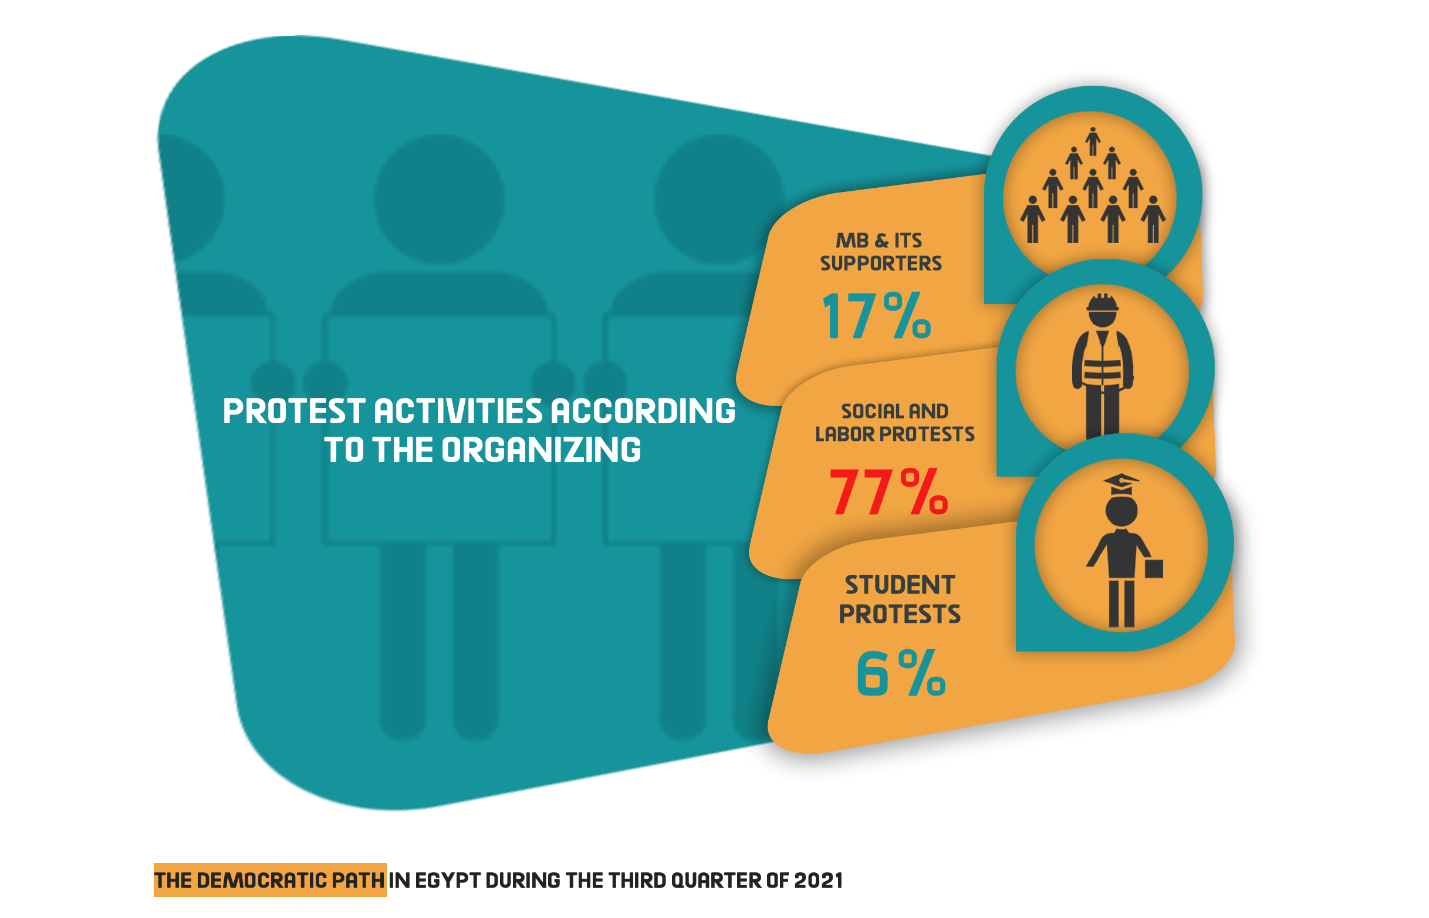 PROTEST ACTIVITIES ACCORDING
TO THE ORGANIZING
MB & ITS
SUPPORTERS
17%
SOCIAL AND
LABOR PROTESTS
77%
STUDENT
PROTESTS
6%
THE DEMOCRATIC PATH IN EGYPT DURING THE THIRD QUARTER OF 2021